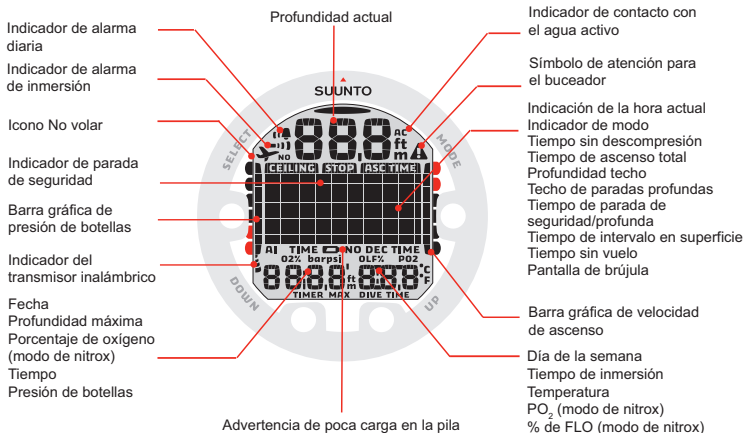 Profundidad actual
Indicador de alarma
diaria
Indicador de alarma
de inmersión
Icono No volar
Indicador de parada
de seguridad
Barra gráfica de
presión de botellas
Indicador del
transmisor inalámbrico
Fecha
Profundidad máxima
Porcentaje de oxígeno
(modo de nitrox)
Tiempo
Presión de botellas
SUUNTO
SELECT
MODE
DOWN
UP
888,8
AC
ft
m
NO
CEILING STOP ASC TIME
AI TIME NO DEC TIME
O2% barpsi OLF% PO2
°C
F
ft
m
TIMER MAX DIVE TIME
Advertencia de poca carga en la pila
Indicador de contacto con
el agua activo
Símbolo de atención para
el buceador
Indicación de la hora actual
Indicador de modo
Tiempo sin descompresión
Tiempo de ascenso total
Profundidad techo
Techo de paradas profundas
Tiempo de parada de
seguridad/profunda
Tiempo de intervalo en superficie
Tiempo sin vuelo
Pantalla de brújula
Barra gráfica de velocidad
de ascenso
Día de la semana
Tiempo de inmersión
Temperatura
PO₂ (modo de nitrox)
% de FLO (modo de nitrox)